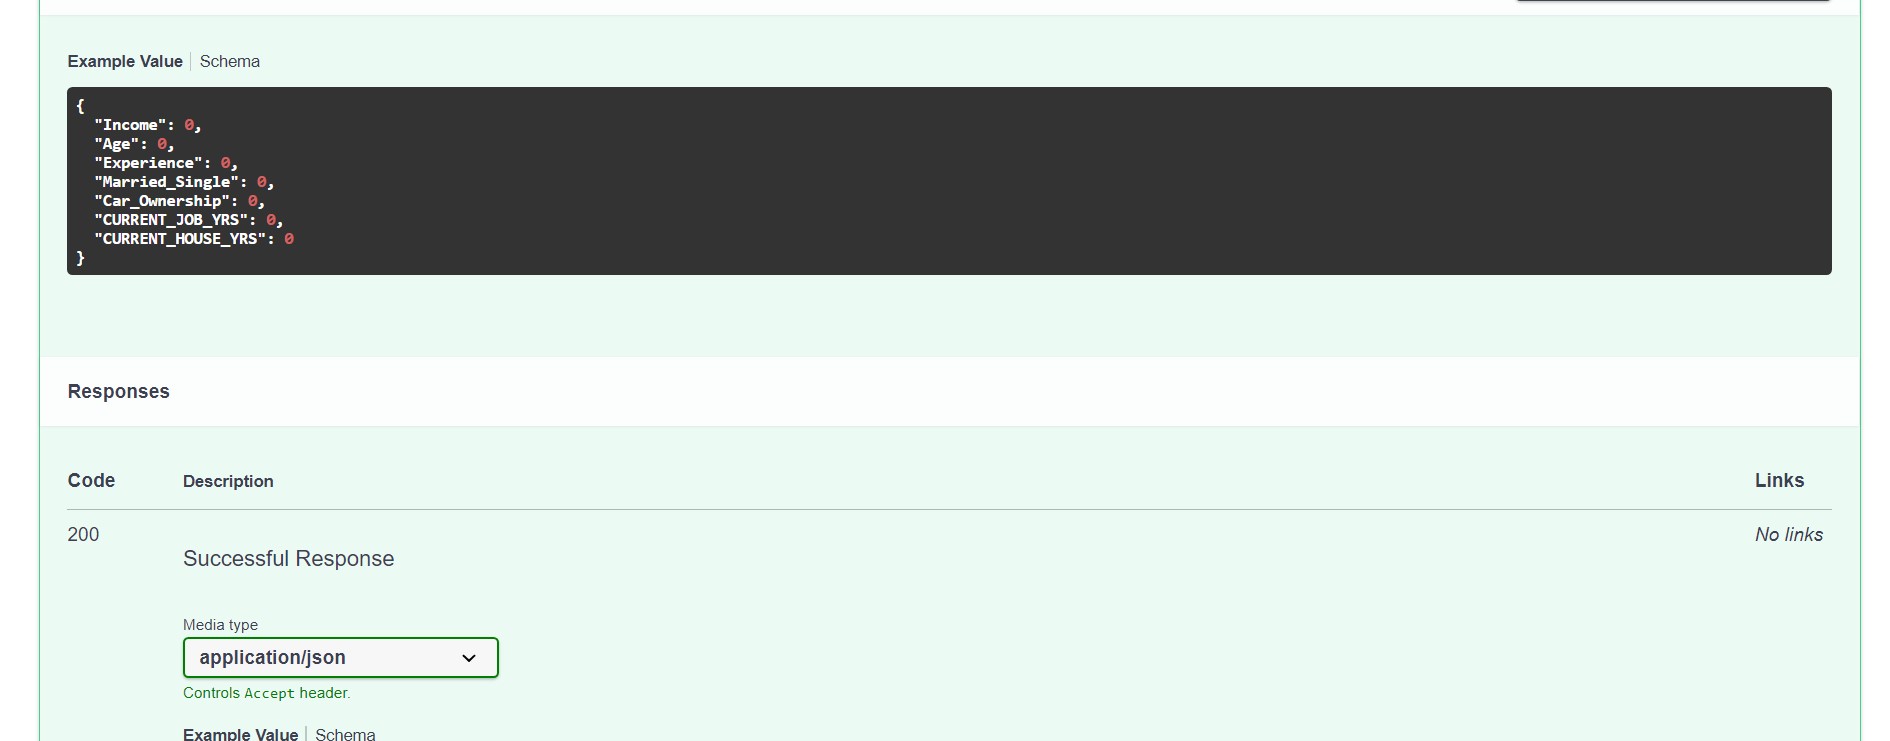 Example Value Schema
{
"Income": 0,
"Age": 0,
"Experience": 0,
"Married_Single": 0,
"Car_Ownership": 0,
"CURRENT_JOB_YRS": 0,
"CURRENT_HOUSE_YRS": 0
}
Responses
Code Description Links
200 No links
Successful Response
Media type
application/json
Controls Accept header.
Example Value Schema